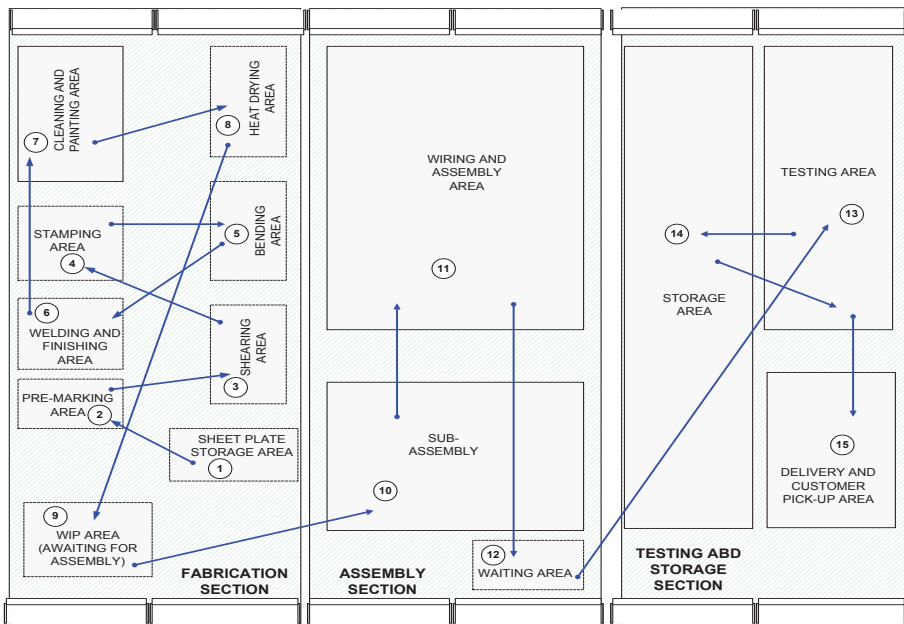 CLEANING AND
PAINTING AREA
7
HEAT DRYING
AREA
8
STAMPING
AREA
4
BENDING
AREA
5
6
WELDING AND
FINISHING
AREA
SHEARING
AREA
3
PRE-MARKING
AREA
2
SHEET PLATE
STORAGE AREA
1
9
WIP AREA
(AWAITING FOR
ASSEMBLY)
FABRICATION
SECTION
WIRING AND
ASSEMBLY
AREA
11
SUB-
ASSEMBLY
10
12
WAITING AREA
ASSEMBLY
SECTION
14
STORAGE
AREA
TESTING AREA
13
15
DELIVERY AND
CUSTOMER
PICK-UP AREA
TESTING ABD
STORAGE
SECTION